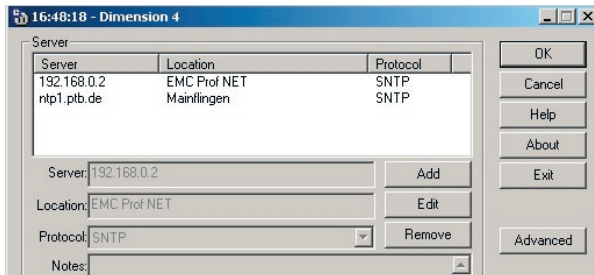 16:48:18 - Dimension 4
Server
Server Location Protocol
192.168.0.2 EMC Prof NET SNTP
ntp1.ptb.de Mainflingen SNTP
OK
Cancel
Help
About
Exit
Server: 192.168.0.2 Add
Location: EMC Prof NET Edit
Protocol: SNTP Remove
Advanced
Notes: